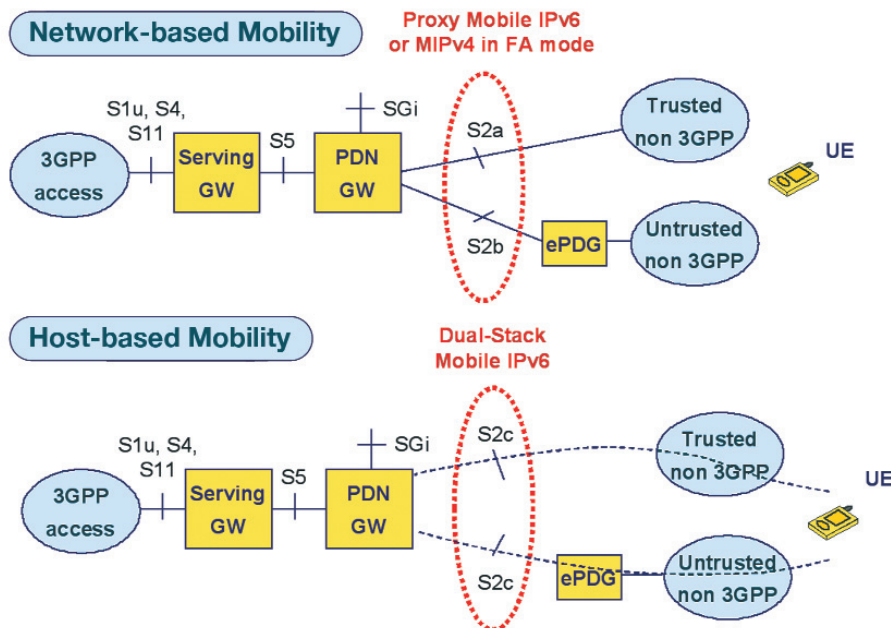 Network-based Mobility
Proxy Mobile IPv6
or MIPv4 in FA mode
S1u, S4,
S11
S5
SGi
S2a
S2b
3GPP
access
Serving
GW
PDN
GW
ePDG
Trusted
non 3GPP
Untrusted
non 3GPP
UE
Host-based Mobility
Dual-Stack
Mobile IPv6
S1u, S4,
S11
S5
SGi
S2c
S2c
3GPP
access
Serving
GW
PDN
GW
ePDG
Trusted
non 3GPP
Untrusted
non 3GPP
UE